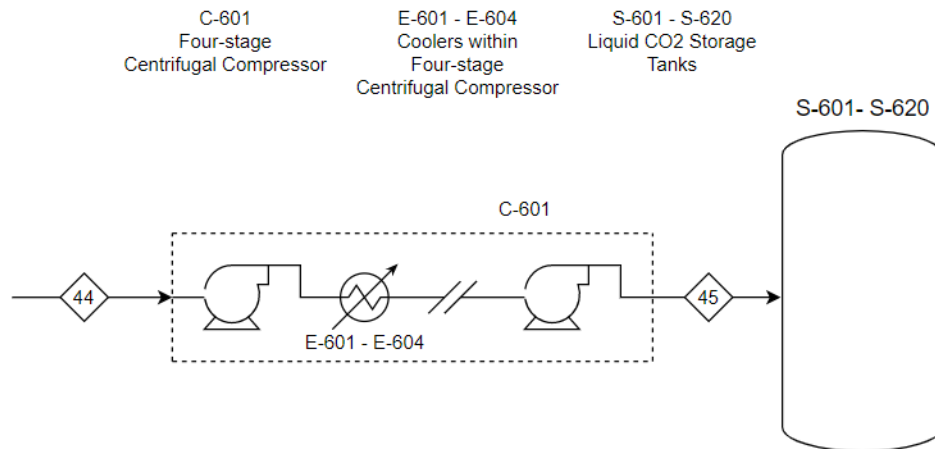 C-601
Four-stage
Centrifugal Compressor
E-601 - E-604
Coolers within
Four-stage
Centrifugal Compressor
S-601 - S-620
Liquid CO2 Storage
Tanks
S-601- S-620
C-601
44
E-601 - E-604
45